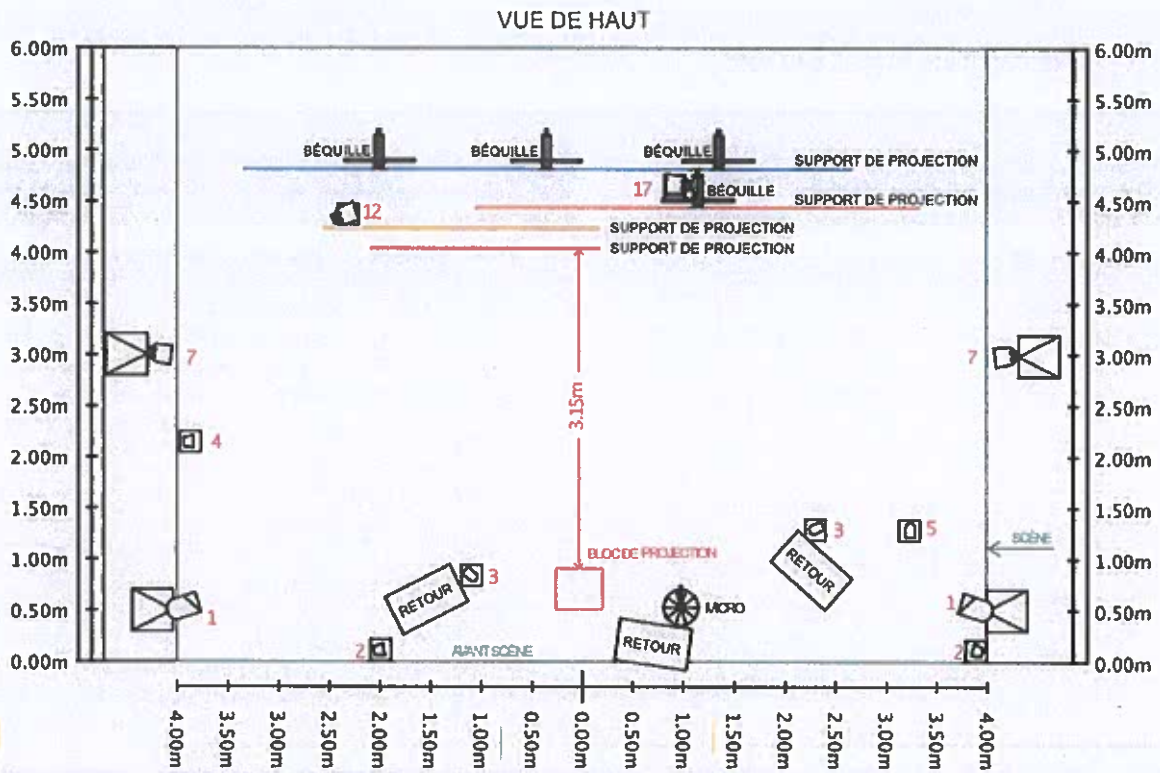 VUE DE HAUT
6.00m 6.00m
5.50m 5.50m
5.00m BÉQUILLE BÉQUILLE BÉQUILLE SUPPORT DE PROJECTION 5.00m
4.50m 12 17 BÉQUILLE SUPPORT DE PROJECTION 4.50m
SUPPORT DE PROJECTION
4.00m SUPPORT DE PROJECTION 4.00m
3.50m 3.50m
3.00m 7 7 3.00m
2.50m 3.15m 2.50m
2.00m 4 2.00m
1.50m 3 5 1.50m
SCÈNE
1.00m BLOC DE PROJECTION RETOUR 1.00m
3
0.50m 1 RETOUR MICRO 1 0.50m
0.00m 2 AVANT SCÈNE RETOUR 2 0.00m
4.00m 3.50m 3.00m 2.50m 2.00m 1.50m 1.00m 0.50m 0.00m 0.50m 1.00m 1.50m 2.00m 2.50m 3.00m 3.50m 4.00m